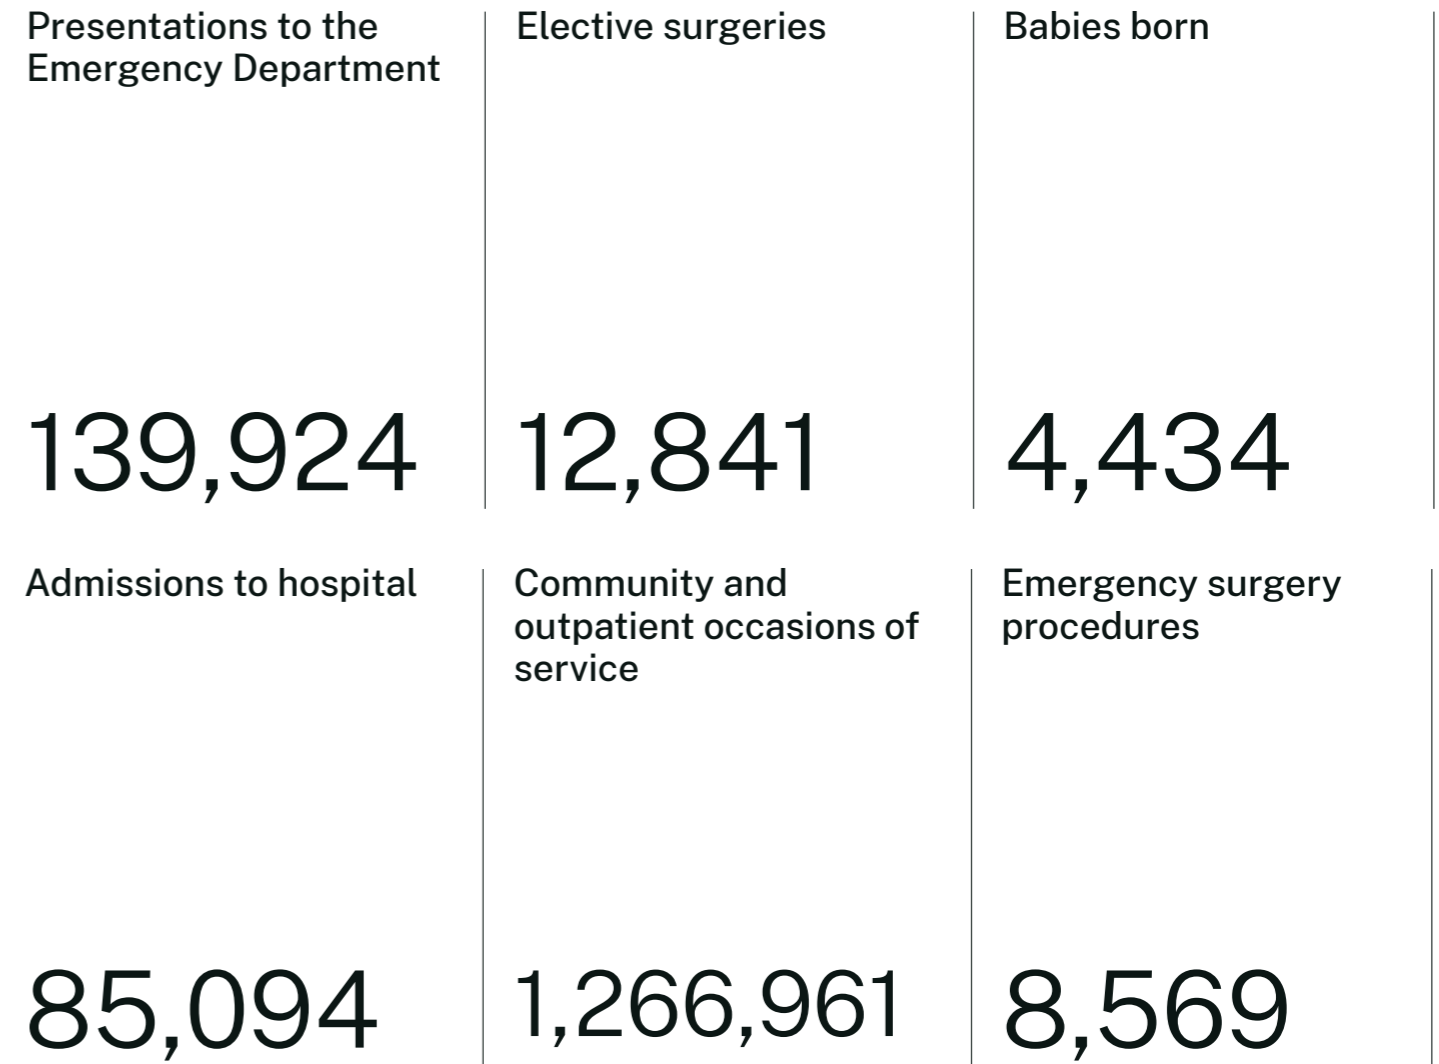 Presentations to the
Emergency Department
139,924
Elective surgeries
12,841
Babies born
4,434
Admissions to hospital
85,094
Community and
outpatient occasions of
service
1,266,961
Emergency surgery
procedures
8,569